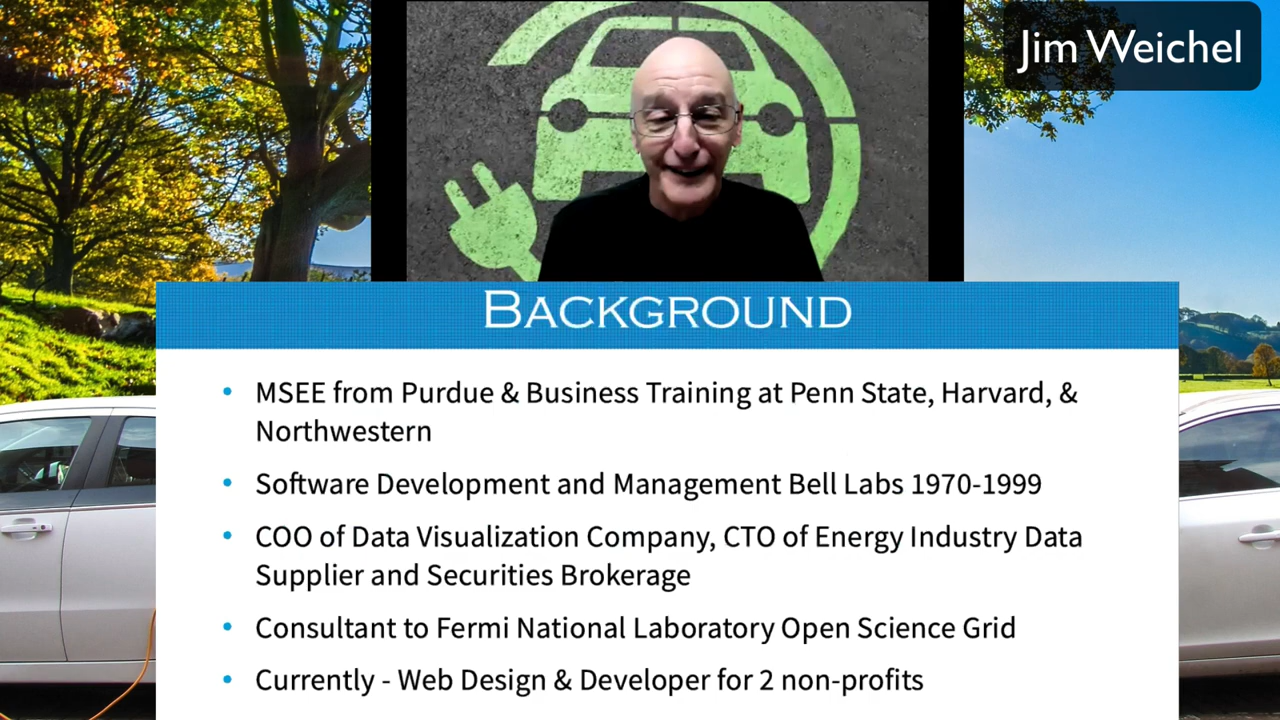 Jim Weichel
BACKGROUND
• MSEE from Purdue & Business Training at Penn State, Harvard, &
Northwestern
• Software Development and Management Bell Labs 1970-1999
• COO of Data Visualization Company, CTO of Energy Industry Data
Supplier and Securities Brokerage
• Consultant to Fermi National Laboratory Open Science Grid
• Currently - Web Design & Developer for 2 non-profits